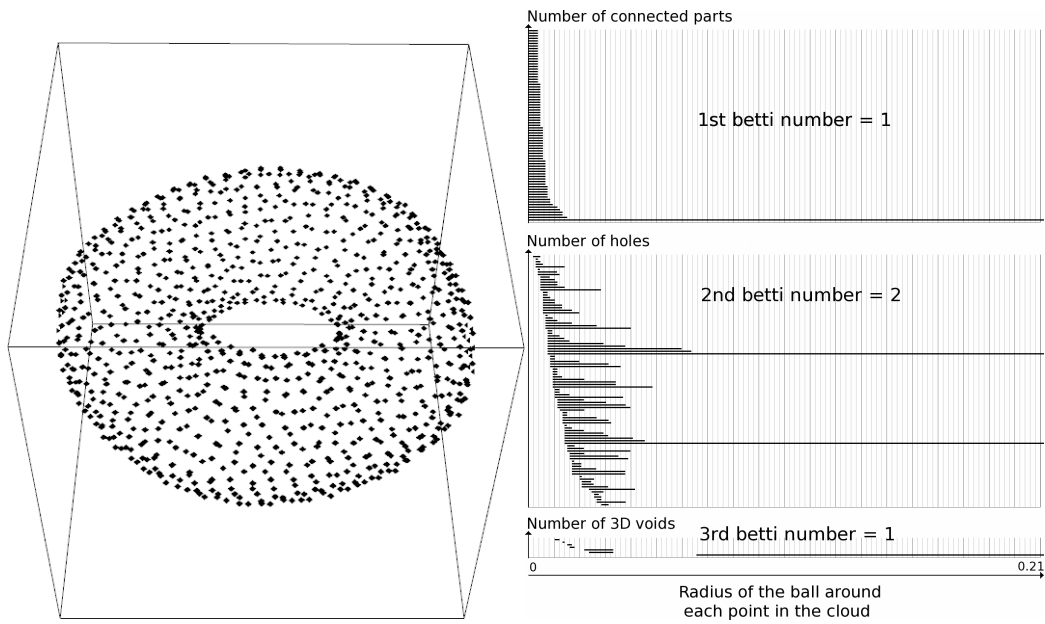 Number of connected parts
1st betti number = 1
Number of holes
2nd betti number = 2
Number of 3D voids
3rd betti number = 1
0
0.21
Radius of the ball around
each point in the cloud